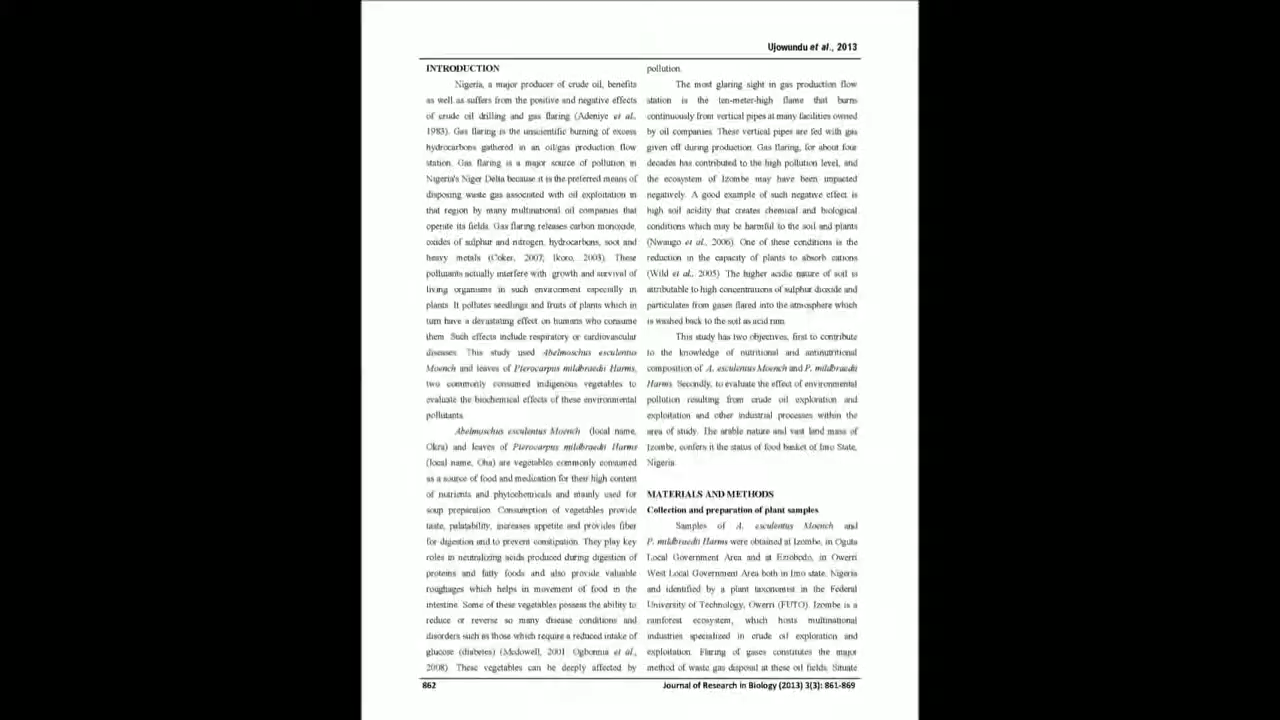 Ujowundu et al., 2013
INTRODUCTION
Nigeria, a major producer of crude oil, benefits
as well as suffers from the positive and negative effects
of crude oil drilling and gas flaring (Adeniye et al.,
1983). Gas flaring is the unscientific burning of excess
hydrocarbons gathered in an oil/gas production flow
station. Gas flaring is a major source of pollution in
Nigeria's Niger Delta because it is the preferred means of
disposing waste gas associated with oil exploitation in
that region by many multinational oil companies that
operate its fields. Gas flaring releases carbon monoxide,
oxides of sulphur and nitrogen, hydrocarbons, soot and
heavy metals (Coker, 2007; Ikoro, 2003). These
pollutants actually interfere with growth and survival of
living organisms in such environment especially in
plants. It pollutes seedlings and fruits of plants which in
turn have a devastating effect on humans who consume
them. Such effects include respiratory or cardiovascular
diseases. This study used Abelmoschus esculentus
Moench and leaves of Pterocarpus mildbraedii Harms,
two commonly consumed indigenous vegetables to
evaluate the biochemical effects of these environmental
pollutants.
Abelmoschus esculentus Moench (local name,
Okra) and leaves of Pterocarpus mildbraedii Harms
(local name, Oha) are vegetables commonly consumed
as a source of food and medication for their high content
of nutrients and phytochemicals and mainly used for
soup preparation. Consumption of vegetables provide
taste, palatability, increases appetite and provides fiber
for digestion and to prevent constipation. They play key
roles in neutralizing acids produced during digestion of
proteins and fatty foods and also provide valuable
roughages which helps in movement of food in the
intestine. Some of these vegetables possess the ability to
reduce or reverse so many disease conditions and
disorders such as those which require a reduced intake of
glucose (diabetes) (Mcdowell, 2001. Ogbonnia et al.,
2008). These vegetables can be deeply affected by
pollution.
The most glaring sight in gas production flow
station is the ten-meter-high flame that burns
continuously from vertical pipes at many facilities owned
by oil companies. These vertical pipes are fed with gas
given off during production. Gas flaring, for about four
decades has contributed to the high pollution level, and
the ecosystem of Izombe may have been impacted
negatively. A good example of such negative effect is
high soil acidity that creates chemical and biological
conditions which may be harmful to the soil and plants
(Nwaugo et al., 2006). One of these conditions is the
reduction in the capacity of plants to absorb cations
(Wild et al., 2005). The higher acidic nature of soil is
attributable to high concentrations of sulphur dioxide and
particulates from gases flared into the atmosphere which
is washed back to the soil as acid rain.
This study has two objectives, first to contribute
to the knowledge of nutritional and antinutritional
composition of A. esculentus Moench and P. mildbraedii
Harms. Secondly, to evaluate the effect of environmental
pollution resulting from crude oil exploration and
exploitation and other industrial processes within the
area of study. The arable nature and vast land mass of
Izombe, confers it the status of food basket of Imo State,
Nigeria.
MATERIALS AND METHODS
Collection and preparation of plant samples
Samples of A. esculentus Moench and
P. mildbraedii Harms were obtained at Izombe, in Oguta
Local Government Area and at Eziobodo, in Owerri
West Local Government Area both in Imo state, Nigeria
and identified by a plant taxonomist in the Federal
University of Technology, Owerri (FUTO). Izombe is a
rainforest ecosystem, which hosts multinational
industries specialized in crude oil exploration and
exploitation. Flaring of gases constitutes the major
method of waste gas disposal at these oil fields. Situate
862
Journal of Research in Biology (2013) 3(3): 861-869